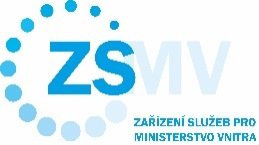 ZSMV
ZAŘÍZENÍ SLUŽEB PRO
MINISTERSTVO VNITRA